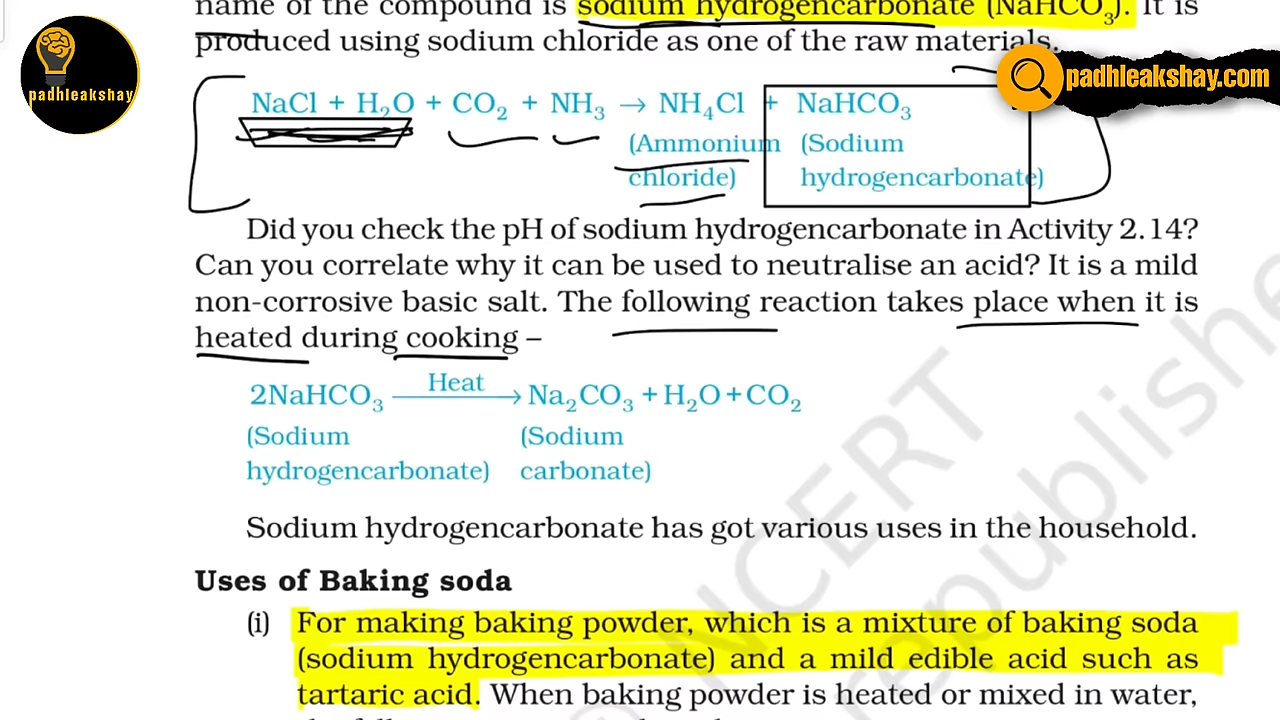 name of the compound is sodium hydrogencarbonate (NaHCO₃). It is
produced using sodium chloride as one of the raw materials.
padhleakshay
padhleakshay.com
NaCl + H₂O + CO₂ + NH₃ → NH₄Cl + NaHCO₃
(Ammonium (Sodium
chloride) hydrogencarbonate)
Did you check the pH of sodium hydrogencarbonate in Activity 2.14?
Can you correlate why it can be used to neutralise an acid? It is a mild
non-corrosive basic salt. The following reaction takes place when it is
heated during cooking –
Heat
2NaHCO₃ ⟶ Na₂CO₃ + H₂O + CO₂
(Sodium (Sodium
hydrogencarbonate) carbonate)
Sodium hydrogencarbonate has got various uses in the household.
Uses of Baking soda
(i) For making baking powder, which is a mixture of baking soda
(sodium hydrogencarbonate) and a mild edible acid such as
tartaric acid. When baking powder is heated or mixed in water,
NCERT
republishe